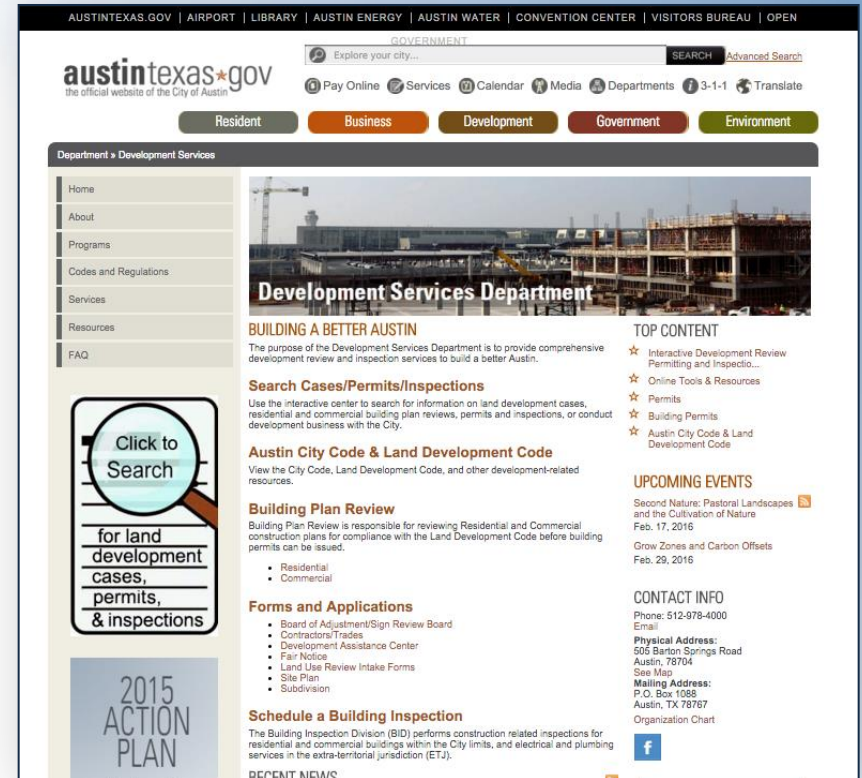 AUSTINTEXAS.GOV | AIRPORT | LIBRARY | AUSTIN ENERGY | AUSTIN WATER | CONVENTION CENTER | VISITORS BUREAU | OPEN
GOVERNMENT
austintexas.gov
the official website of the City of Austin
Explore your city...
SEARCH
Advanced Search
Pay Online
Services
Calendar
Media
Departments
3-1-1
Translate
Resident
Business
Development
Government
Environment
Department » Development Services
Home
About
Programs
Codes and Regulations
Services
Resources
FAQ
Click to
Search
for land
development
cases,
permits,
& inspections
2015
ACTION
PLAN
Development Services Department
BUILDING A BETTER AUSTIN
The purpose of the Development Services Department is to provide comprehensive
development review and inspection services to build a better Austin.
Search Cases/Permits/Inspections
Use the interactive center to search for information on land development cases,
residential and commercial building plan reviews, permits and inspections, or conduct
development business with the City.
Austin City Code & Land Development Code
View the City Code, Land Development Code, and other development-related
resources.
Building Plan Review
Building Plan Review is responsible for reviewing Residential and Commercial
construction plans for compliance with the Land Development Code before building
permits can be issued.
Residential
Commercial
Forms and Applications
Board of Adjustment/Sign Review Board
Contractors/Trades
Development Assistance Center
Fair Notice
Land Use Review Intake Forms
Site Plan
Subdivision
Schedule a Building Inspection
The Building Inspection Division (BID) performs construction related inspections for
residential and commercial buildings within the City limits, and electrical and plumbing
services in the extra-territorial jurisdiction (ETJ).
RECENT NEWS
TOP CONTENT
Interactive Development Review
Permitting and Inspectio...
Online Tools & Resources
Permits
Building Permits
Austin City Code & Land
Development Code
UPCOMING EVENTS
Second Nature: Pastoral Landscapes
and the Cultivation of Nature
Feb. 17, 2016
Grow Zones and Carbon Offsets
Feb. 29, 2016
CONTACT INFO
Phone: 512-978-4000
Email
Physical Address:
505 Barton Springs Road
Austin, 78704
See Map
Mailing Address:
P.O. Box 1088
Austin, TX 78767
Organization Chart
f